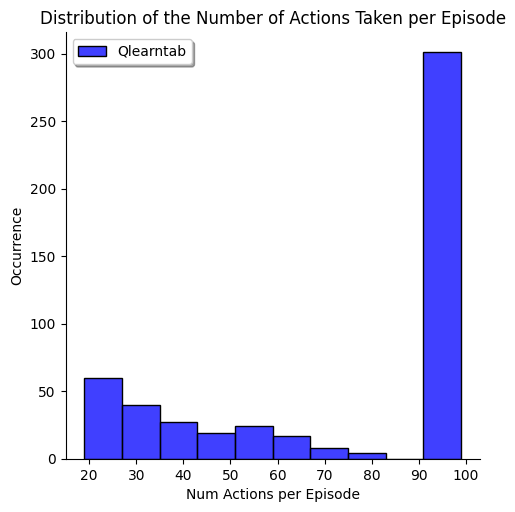 Distribution of the Number of Actions Taken per Episode
Qlearntab
300
250
200
150
100
50
0
Occurrence
20 30 40 50 60 70 80 90 100
Num Actions per Episode